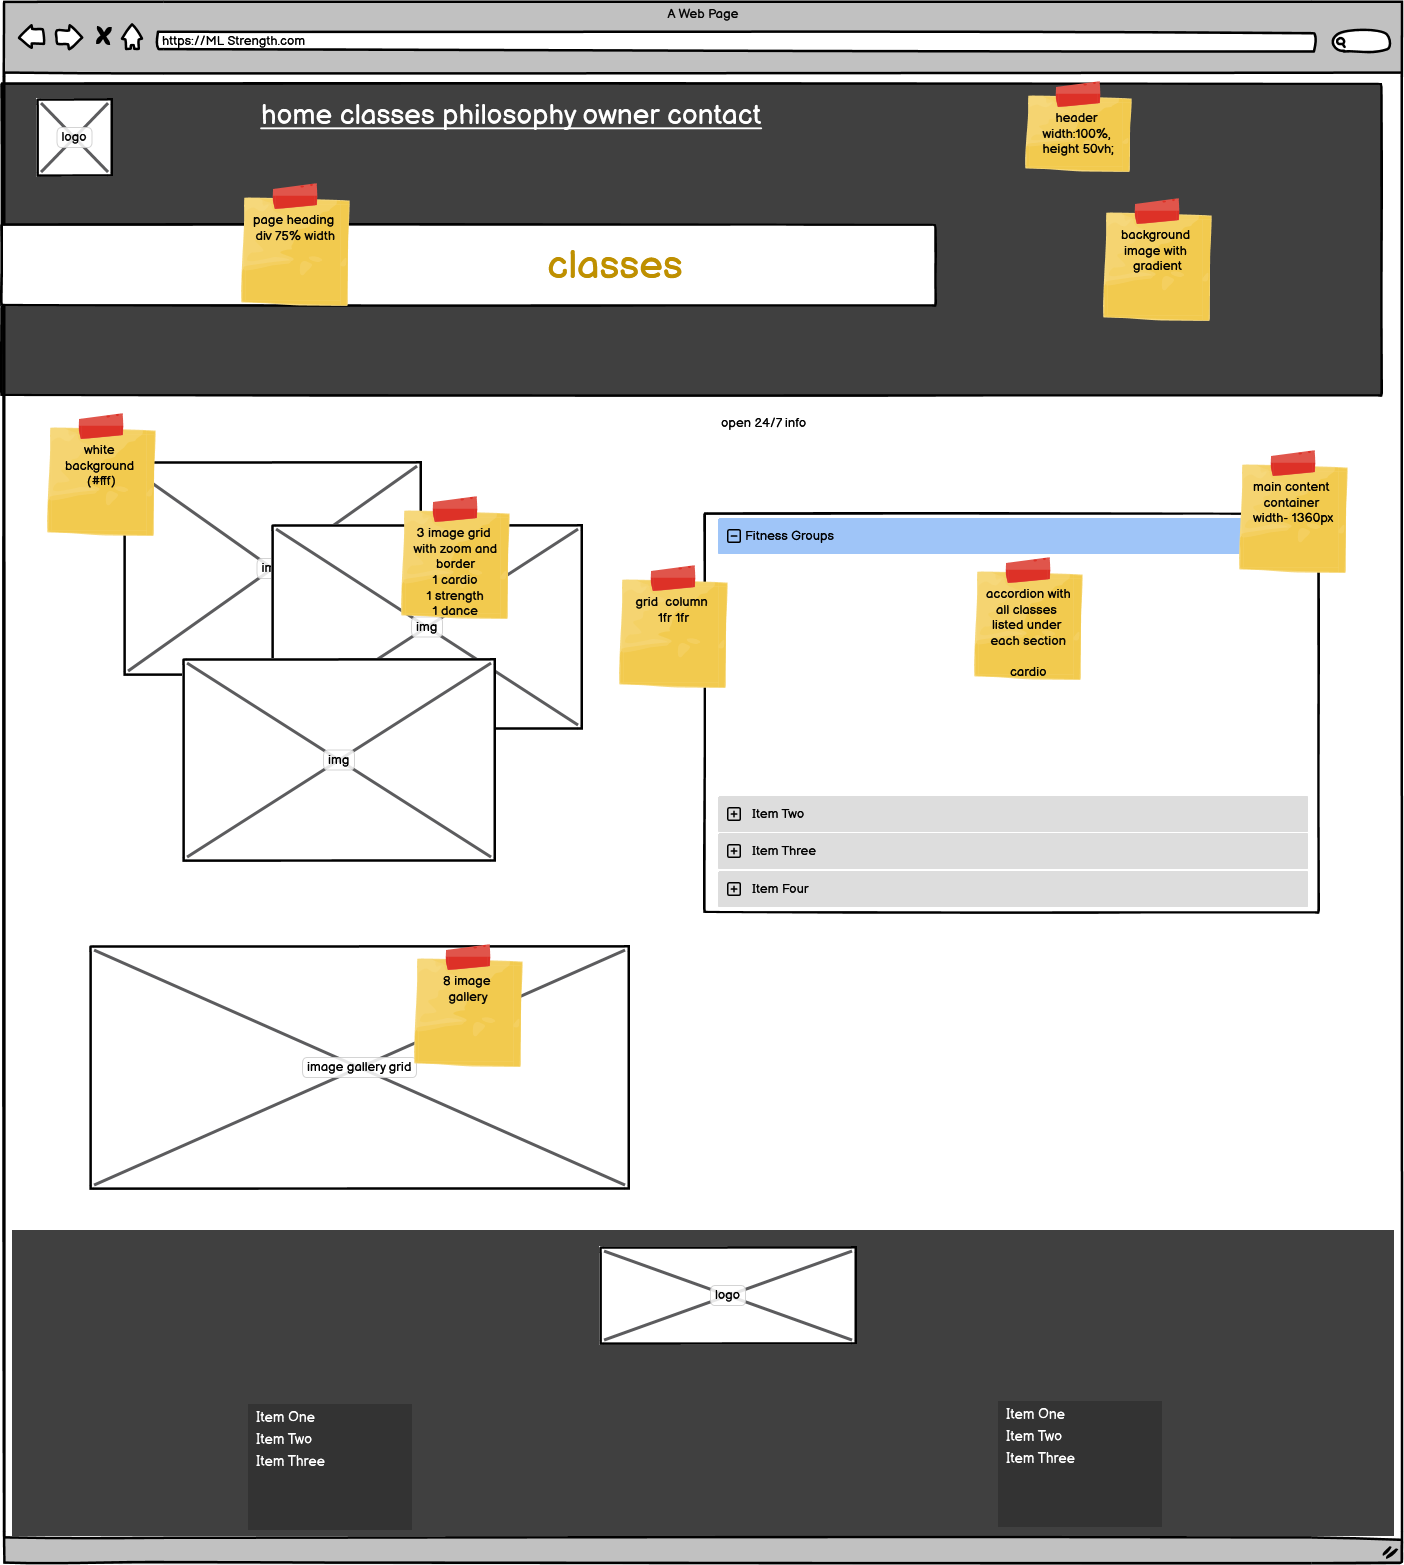 A Web Page
https://ML Strength.com
logo
home classes philosophy owner contact
header
width:100%,
height 50vh;
page heading
div 75% width
classes
background
image with
gradient
open 24/7 info
white
background
(#fff)
3 image grid
with zoom and
border
1 cardio
1 strength
1 dance
img
img
main content
container
width- 1360px
Fitness Groups
grid column
1fr 1fr
accordion with
all classes
listed under
each section
cardio
Item Two
Item Three
Item Four
8 image
gallery
image gallery grid
logo
Item One
Item Two
Item Three
Item One
Item Two
Item Three